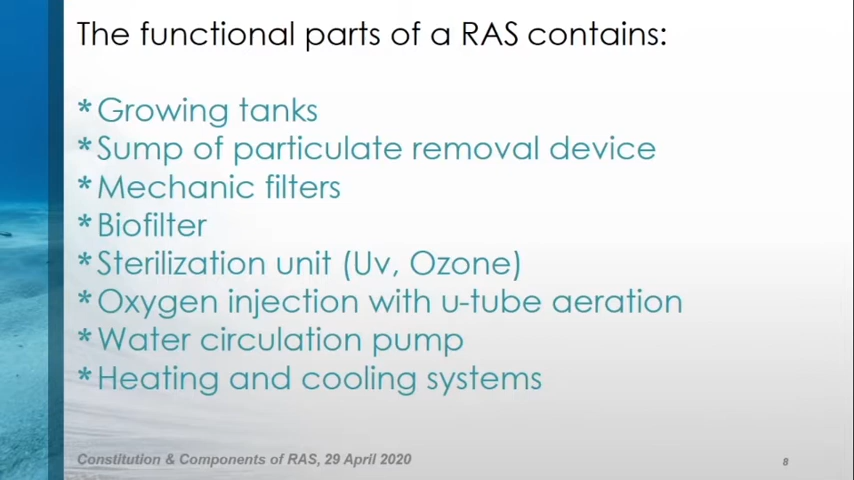 The functional parts of a RAS contains:
*Growing tanks
*Sump of particulate removal device
*Mechanic filters
*Biofilter
*Sterilization unit (Uv, Ozone)
*Oxygen injection with u-tube aeration
*Water circulation pump
*Heating and cooling systems
Constitution & Components of RAS, 29 April 2020
8